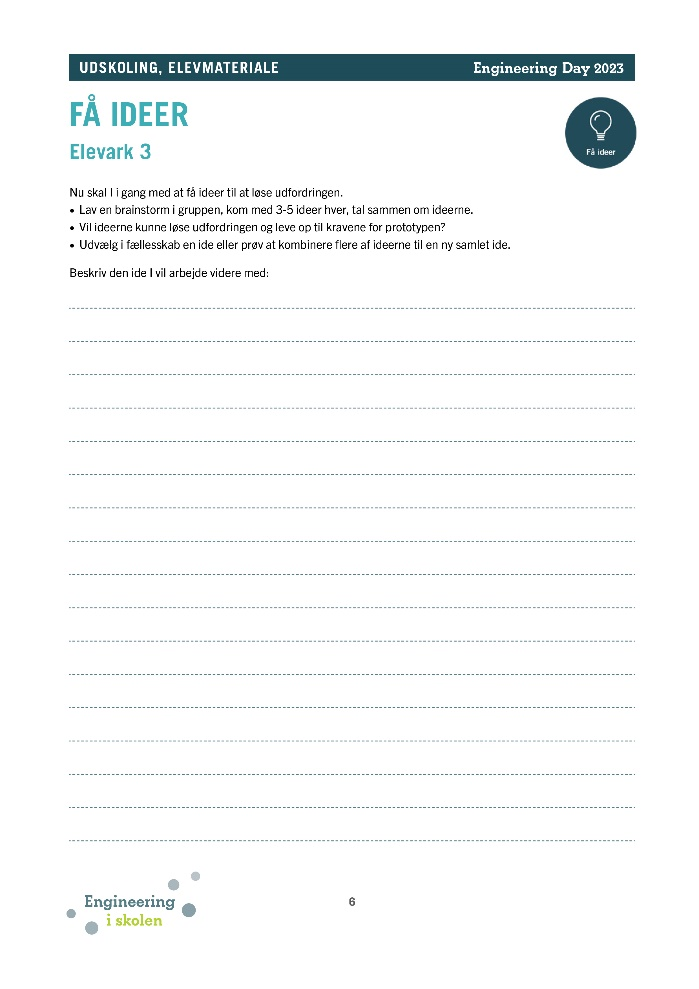 UDSKOLING, ELEVMATERIALE Engineering Day 2023
FÅ IDEER
Elevark 3
Få ideer
Nu skal I i gang med at få ideer til at løse udfordringen.
• Lav en brainstorm i gruppen, kom med 3-5 ideer hver, tal sammen om ideerne.
• Vil ideerne kunne løse udfordringen og leve op til kravene for prototypen?
• Udvælg i fællesskab en ide eller prøv at kombinere flere af ideerne til en ny samlet ide.
Beskriv den ide I vil arbejde videre med:
Engineering
i skolen
6